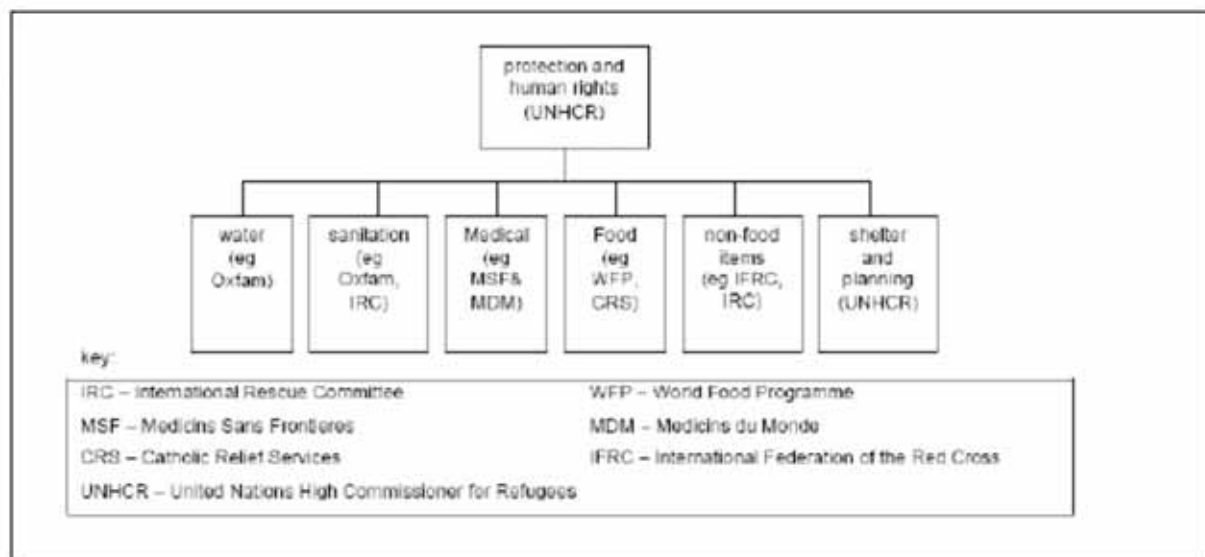 protection and
human rights
(UNHCR)
water
(eg
Oxfam)
sanitation
(eg
Oxfam,
IRC)
Medical
(eg
MSF&
MDM)
Food
(eg
WFP,
CRS)
non-food
items
(eg IFRC,
IRC)
shelter
and
planning
(UNHCR)
key:
IRC – International Rescue Committee
WFP – World Food Programme
MSF – Medicins Sans Frontieres
MDM – Medicins du Monde
CRS – Catholic Relief Services
IFRC – International Federation of the Red Cross
UNHCR – United Nations High Commissioner for Refugees